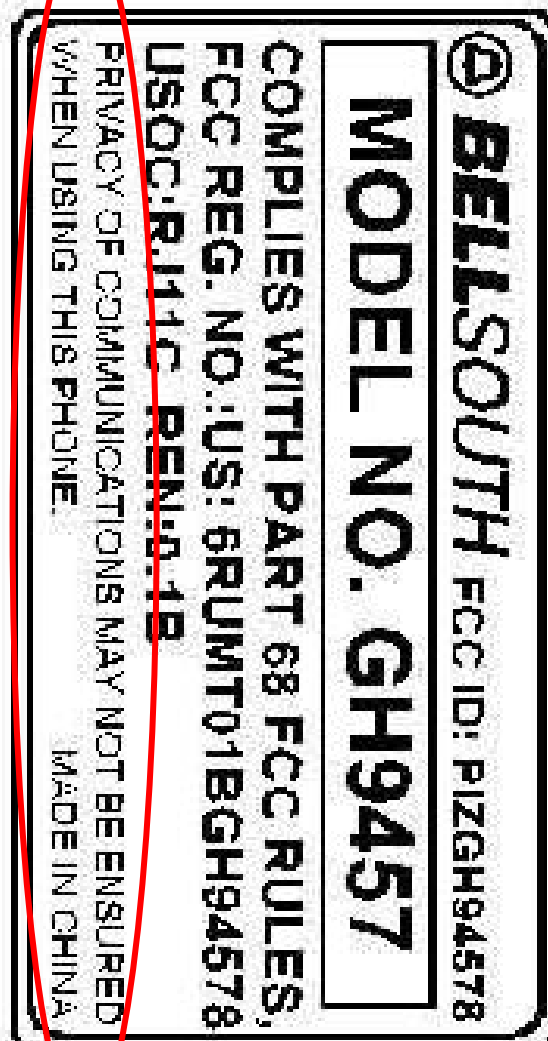 BELLSOUTH FCC ID: PIZGH94578
MODEL NO. GH9457
COMPLIES WITH PART 68 FCC RULES,
FCC REG. NO.:US: 6RUMT01BGH94578
USOC:RJ11C REN:0.1B
PRIVACY OF COMMUNICATIONS MAY NOT BE ENSURED
WHEN USING THIS PHONE. MADE IN CHINA